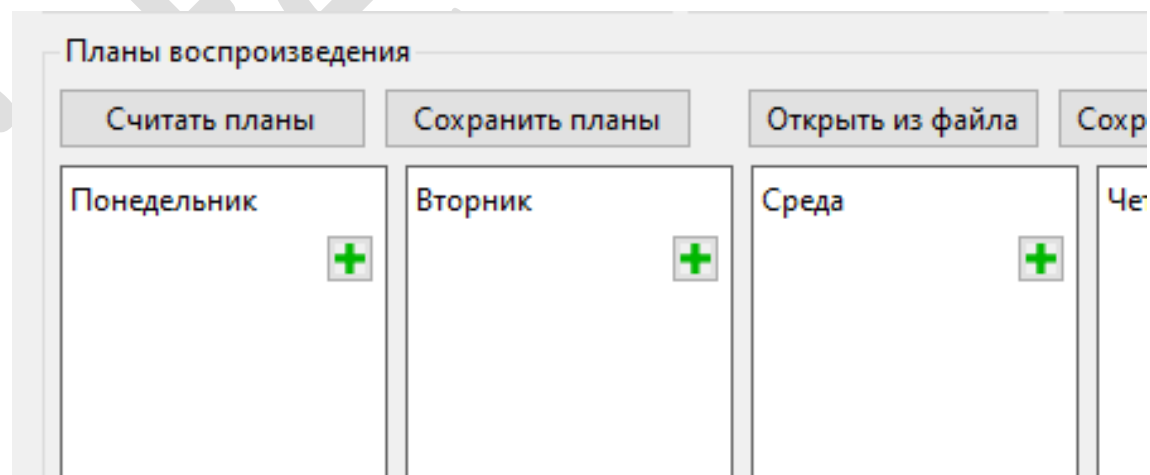 Планы воспроизведения
Считать планы Сохранить планы Открыть из файла
Понедельник Вторник Среда